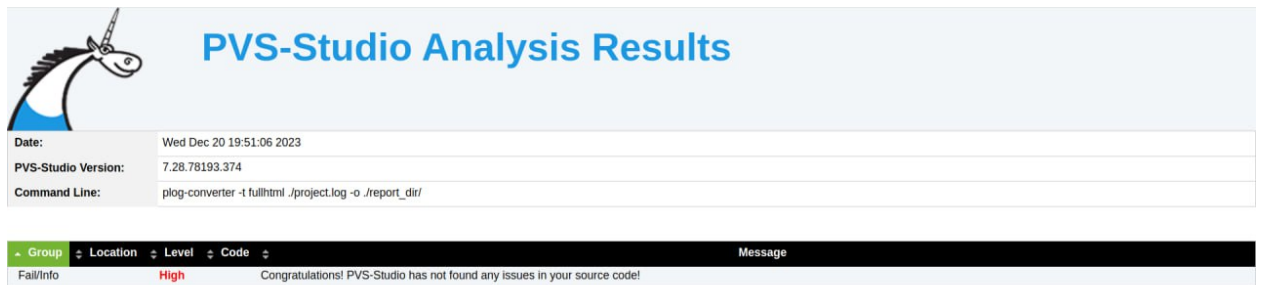 PVS-Studio Analysis Results
Date: Wed Dec 20 19:51:06 2023
PVS-Studio Version: 7.28.78193.374
Command Line: plog-converter -t fullhtml ./project.log -o ./report_dir/
Group Location Level Code Message
Fail/Info High Congratulations! PVS-Studio has not found any issues in your source code!